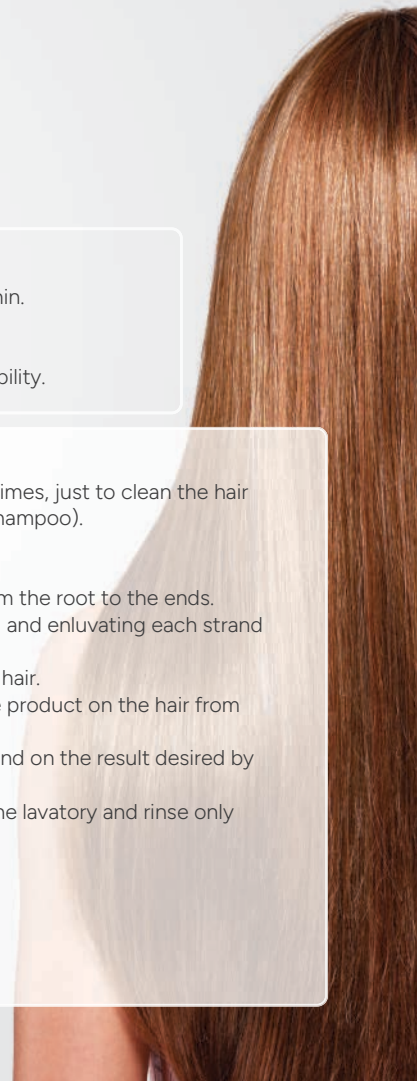 in.
bility.
imes, just to clean the hair
hampoo).
m the root to the ends.
and enluvating each strand
hair.
product on the hair from
nd on the result desired by
ne lavatory and rinse only